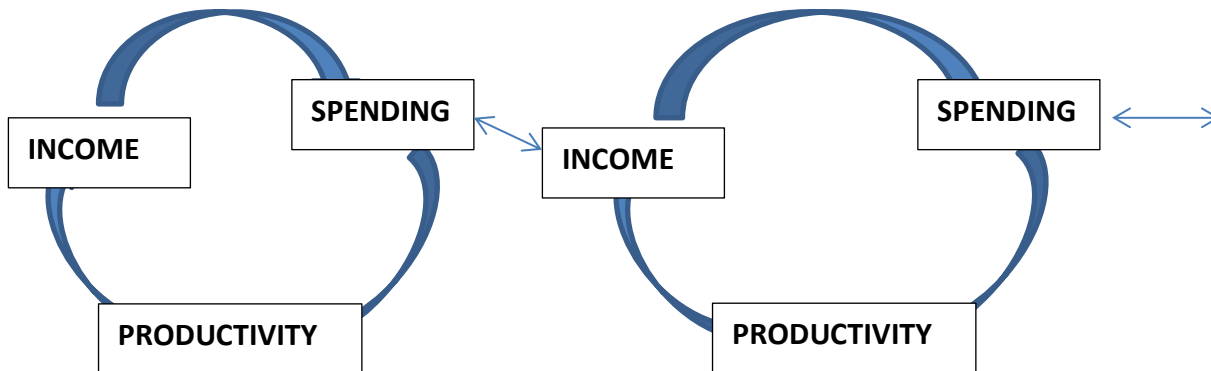 INCOME
SPENDING
PRODUCTIVITY
INCOME
SPENDING
PRODUCTIVITY